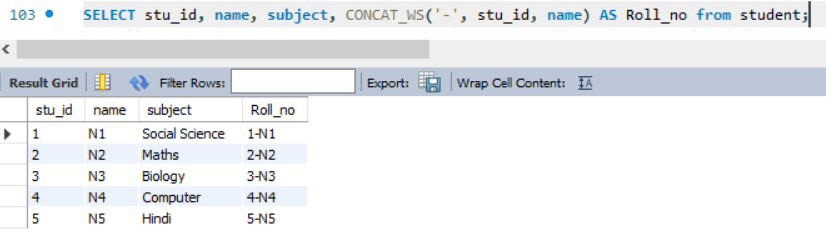 103 SELECT stu_id, name, subject, CONCAT_WS('-', stu_id, name) AS Roll_no from student;
Result Grid Filter Rows: Export: Wrap Cell Content: IA
stu_id name subject Roll_no
1 N1 Social Science 1-N1
2 N2 Maths 2-N2
3 N3 Biology 3-N3
4 N4 Computer 4-N4
5 N5 Hindi 5-N5